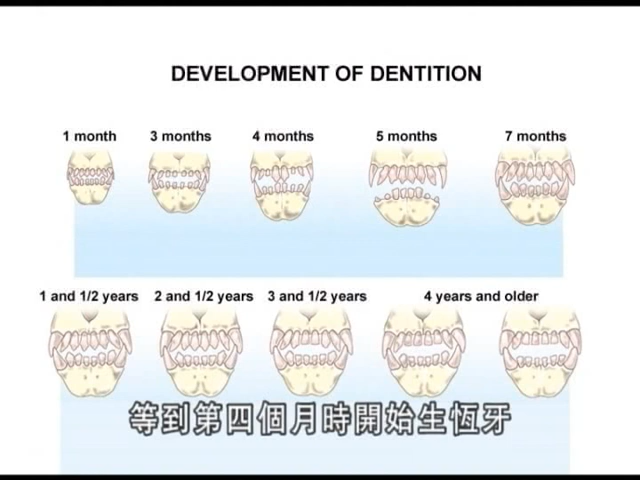 DEVELOPMENT OF DENTITION
1 month 3 months 4 months 5 months 7 months
1 and 1/2 years 2 and 1/2 years 3 and 1/2 years 4 years and older
等到第四個月時開始生恆牙